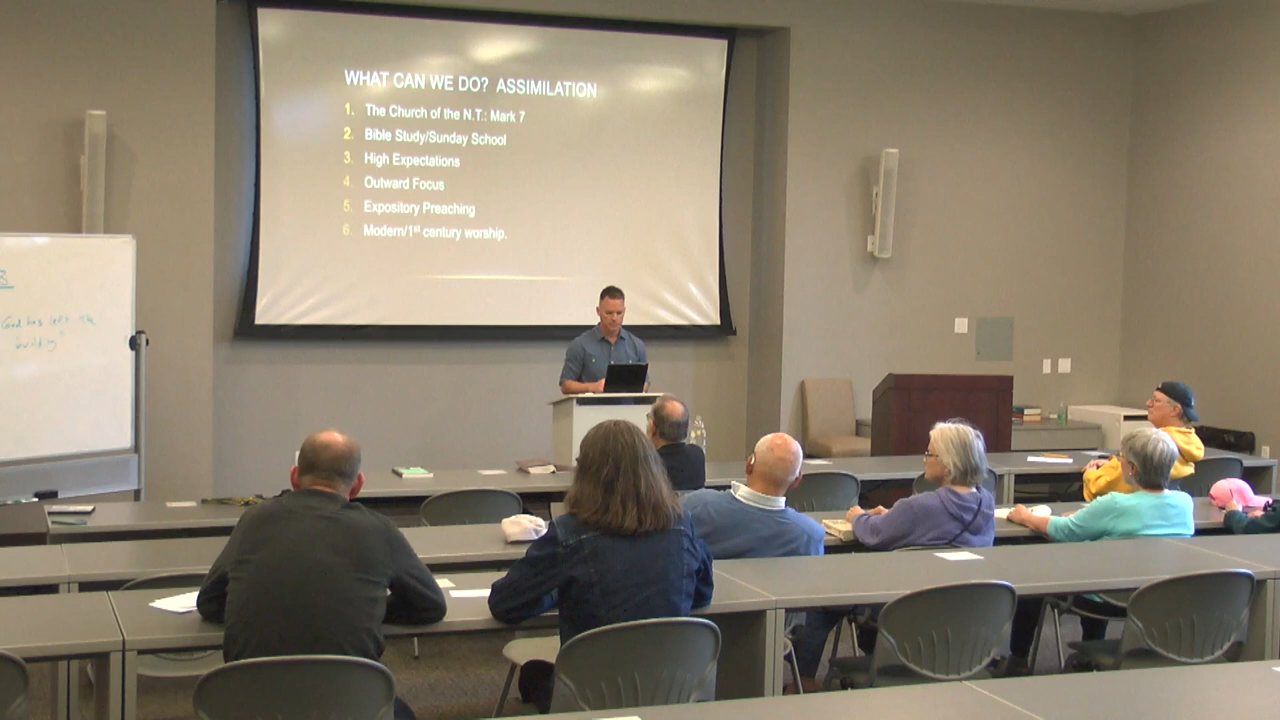 WHAT CAN WE DO? ASSIMILATION
1. The Church of the N.T.: Mark 7
2. Bible Study/Sunday School
3. High Expectations
4. Outward Focus
5. Expository Preaching
6. Modern/1st century worship.
3
God has left the
building"